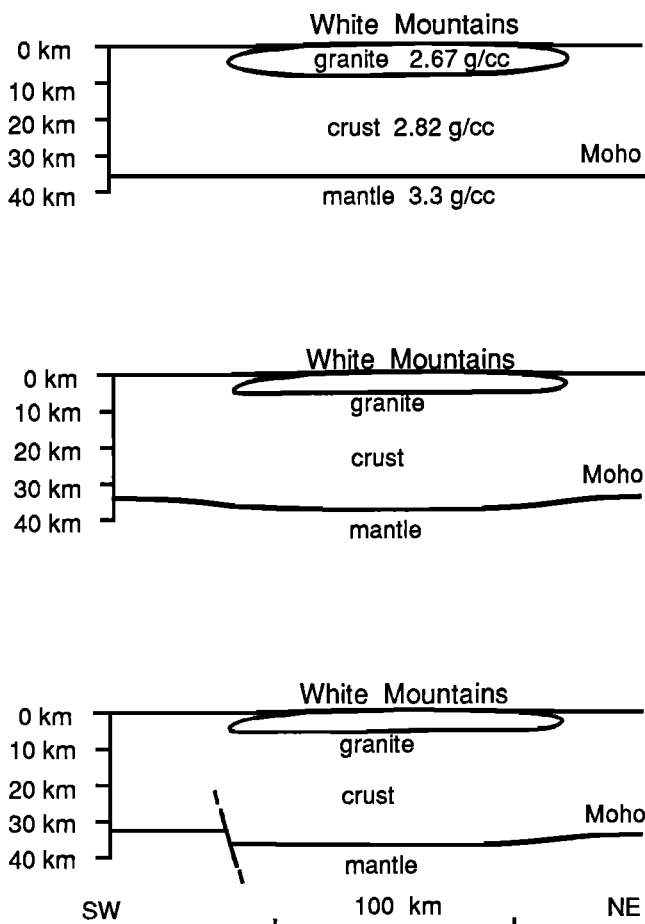 White Mountains
0 km
granite 2.67 g/cc
10 km
20 km
crust 2.82 g/cc
30 km
Moho
40 km
mantle 3.3 g/cc
White Mountains
0 km
granite
10 km
20 km
crust
30 km
Moho
40 km
mantle
White Mountains
0 km
granite
10 km
20 km
crust
30 km
Moho
40 km
mantle
SW
100 km
NE